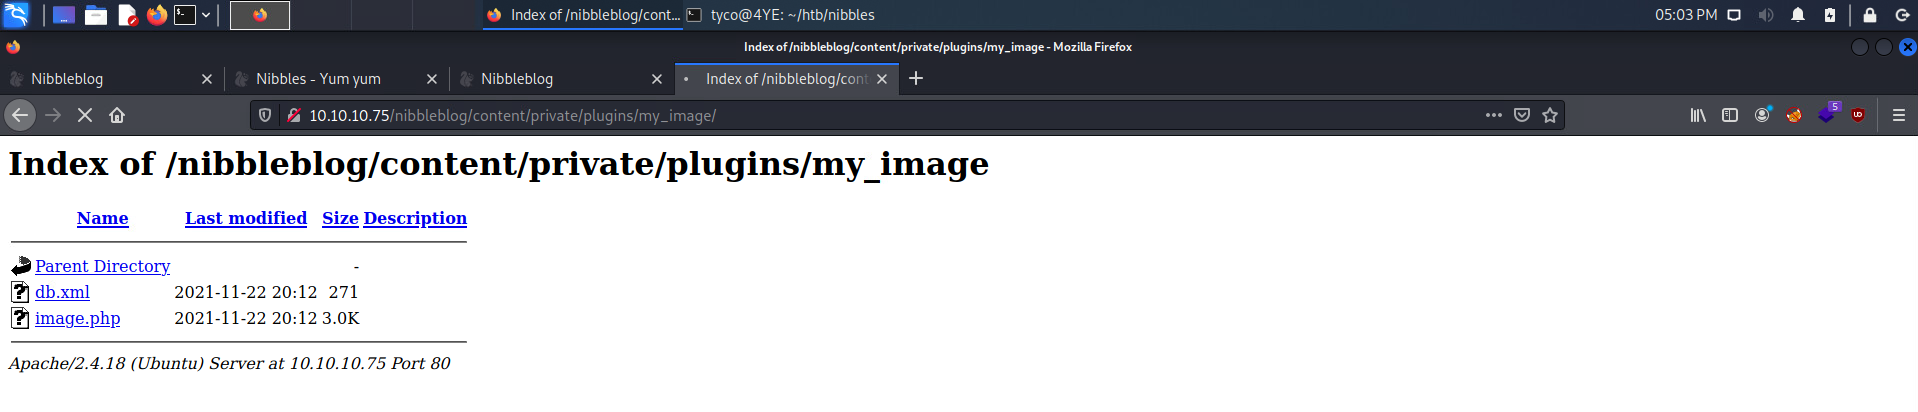 Index of /nibbleblog/cont... tyco@4YE: ~/htb/nibbles 05:03 PM
Index of /nibbleblog/content/private/plugins/my_image - Mozilla Firefox
Nibbleblog Nibbles - Yum yum Nibbleblog Index of /nibbleblog/cont
10.10.10.75/nibbleblog/content/private/plugins/my_image/ 5
Index of /nibbleblog/content/private/plugins/my_image
Name Last modified Size Description
Parent Directory -
db.xml 2021-11-22 20:12 271
image.php 2021-11-22 20:12 3.0K
Apache/2.4.18 (Ubuntu) Server at 10.10.10.75 Port 80